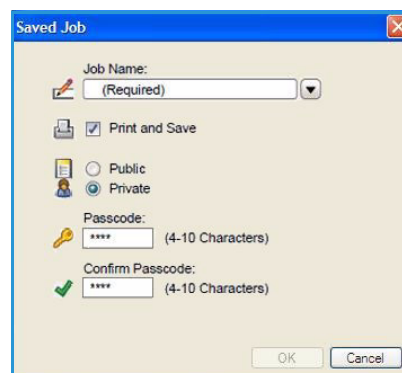 Saved Job
Job Name:
(Required)
Print and Save
Public
Private
Passcode:
**** (4-10 Characters)
Confirm Passcode:
**** (4-10 Characters)
OK Cancel